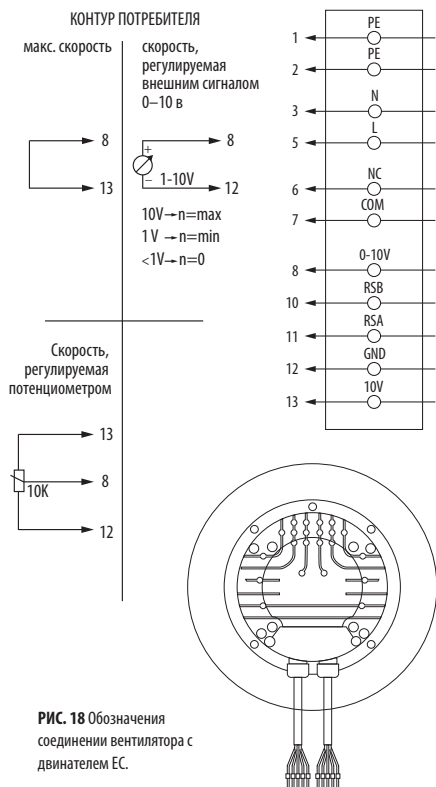 КОНТУР ПОТРЕБИТЕЛЯ
макс. скорость
8
13
скорость,
регулируемая
внешним сигналом
0–10 в
+
8
– 1-10V
12
10V→n=max
1V →n=min
<1V→n=0
Скорость,
регулируемая
потенциометром
13
8
10K
12
1 PE
2 PE
3 N
5 L
6 NC
7 COM
8 0-10V
10 RSB
11 RSA
12 GND
13 10V
РИС. 18 Обозначения
соединении вентилятора с
двинателем EC.